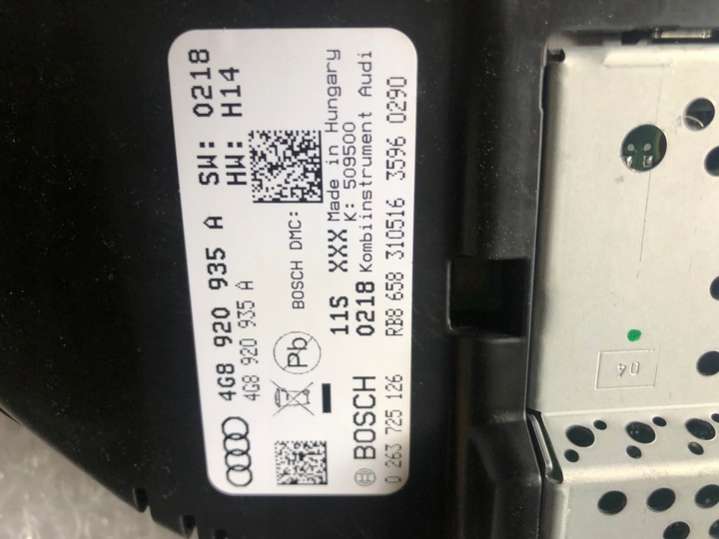 4G8 920 935 A SW: 0218
4G8 920 935 A HW: H14
Pb
BOSCH DMC:
11S XXX Made in Hungary
K: 509500
0218 Kombiinstrument Audi
BOSCH RB8 658 310516 3596 0290
0 263 725 126
04